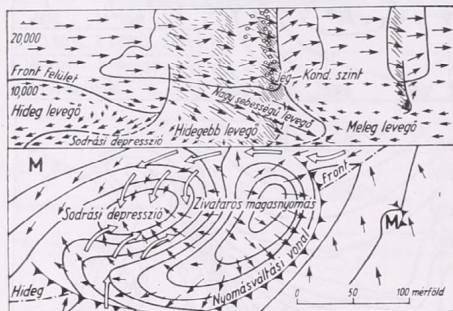 20,000
Front felület
Jég-
Kond. szint
10,000
Nagy sebességű levegő
Hideg levegő
Hidegebb levegő
Meleg levegő
Sodrási depresszió
M
Front
Sodrási depresszió
Zivataros magasnyomás
M
Nyomásváltási vonal
Hideg
0 50 100 mérföld